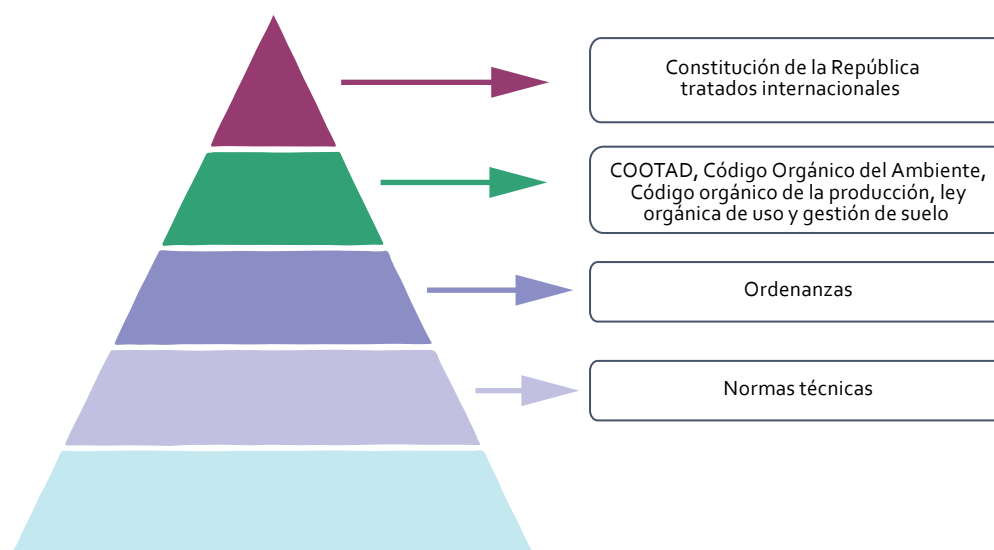 Constitución de la República
tratados internacionales
COOTAD, Código Orgánico del Ambiente,
Código orgánico de la producción, ley
orgánica de uso y gestión de suelo
Ordenanzas
Normas técnicas